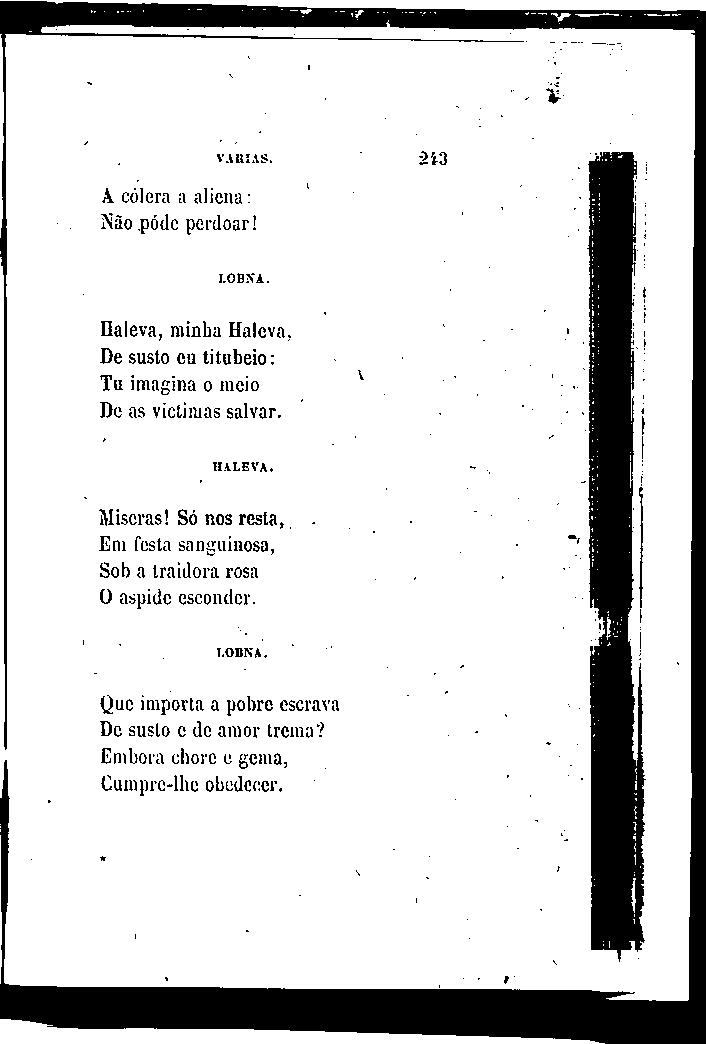 VARIAS. 243
A cólera a aliena:
Não póde perdoar!
LOBNA.
Haleva, minha Haleva,
De susto eu titubeio:
Tu imagina o meio
De as victimas salvar.
HALEVA.
Miseras! Só nos resta,
Em festa sanguinosa,
Sob a traidora rosa
O aspide esconder.
LOBNA.
Que importa a pobre escrava
De susto e de amor trema?
Embora chore e gema,
Cumpre-lhe obedecer.
*